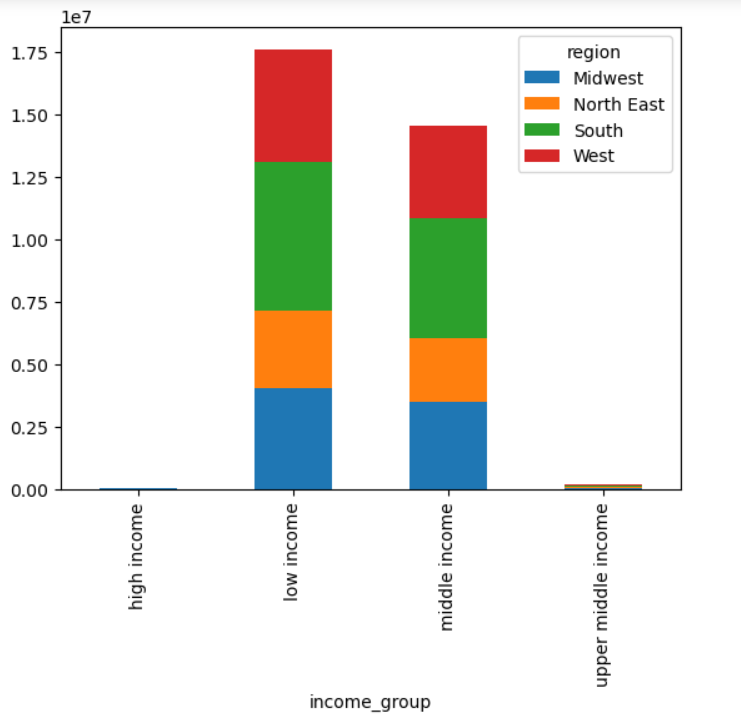 1e7
1.75
1.50
1.25
1.00
0.75
0.50
0.25
0.00
region
Midwest
North East
South
West
high income
low income
middle income
upper middle income
income_group